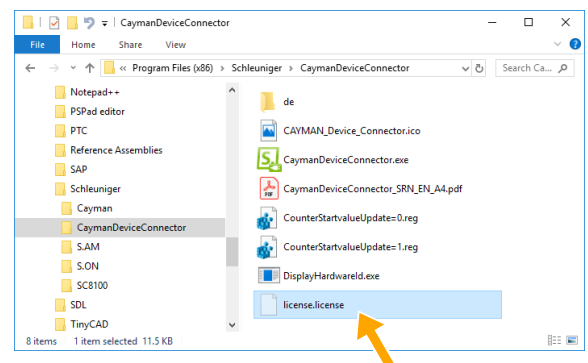 CaymanDeviceConnector
File Home Share View
« Program Files (x86) › Schleuniger › CaymanDeviceConnector
Search Ca...
Notepad++
PSPad editor
PTC
Reference Assemblies
SAP
Schleuniger
Cayman
CaymanDeviceConnector
S.AM
S.ON
SC8100
SDL
TinyCAD
de
CAYMAN_Device_Connector.ico
CaymanDeviceConnector.exe
CaymanDeviceConnector_SRN_EN_A4.pdf
CounterStartvalueUpdate=0.reg
CounterStartvalueUpdate=1.reg
DisplayHardwareId.exe
license.license
8 items 1 item selected 11.5 KB